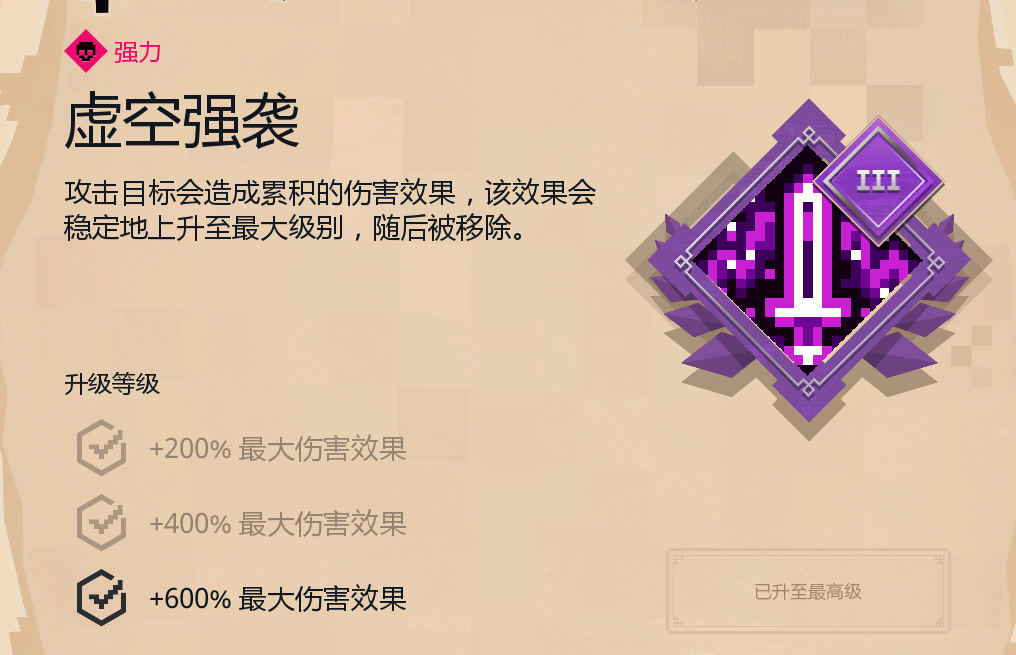 强力
虚空强袭
III
攻击目标会造成累积的伤害效果，该效果会
稳定地上升至最大级别，随后被移除。
升级等级
+200% 最大伤害效果
+400% 最大伤害效果
+600% 最大伤害效果
已升至最高级